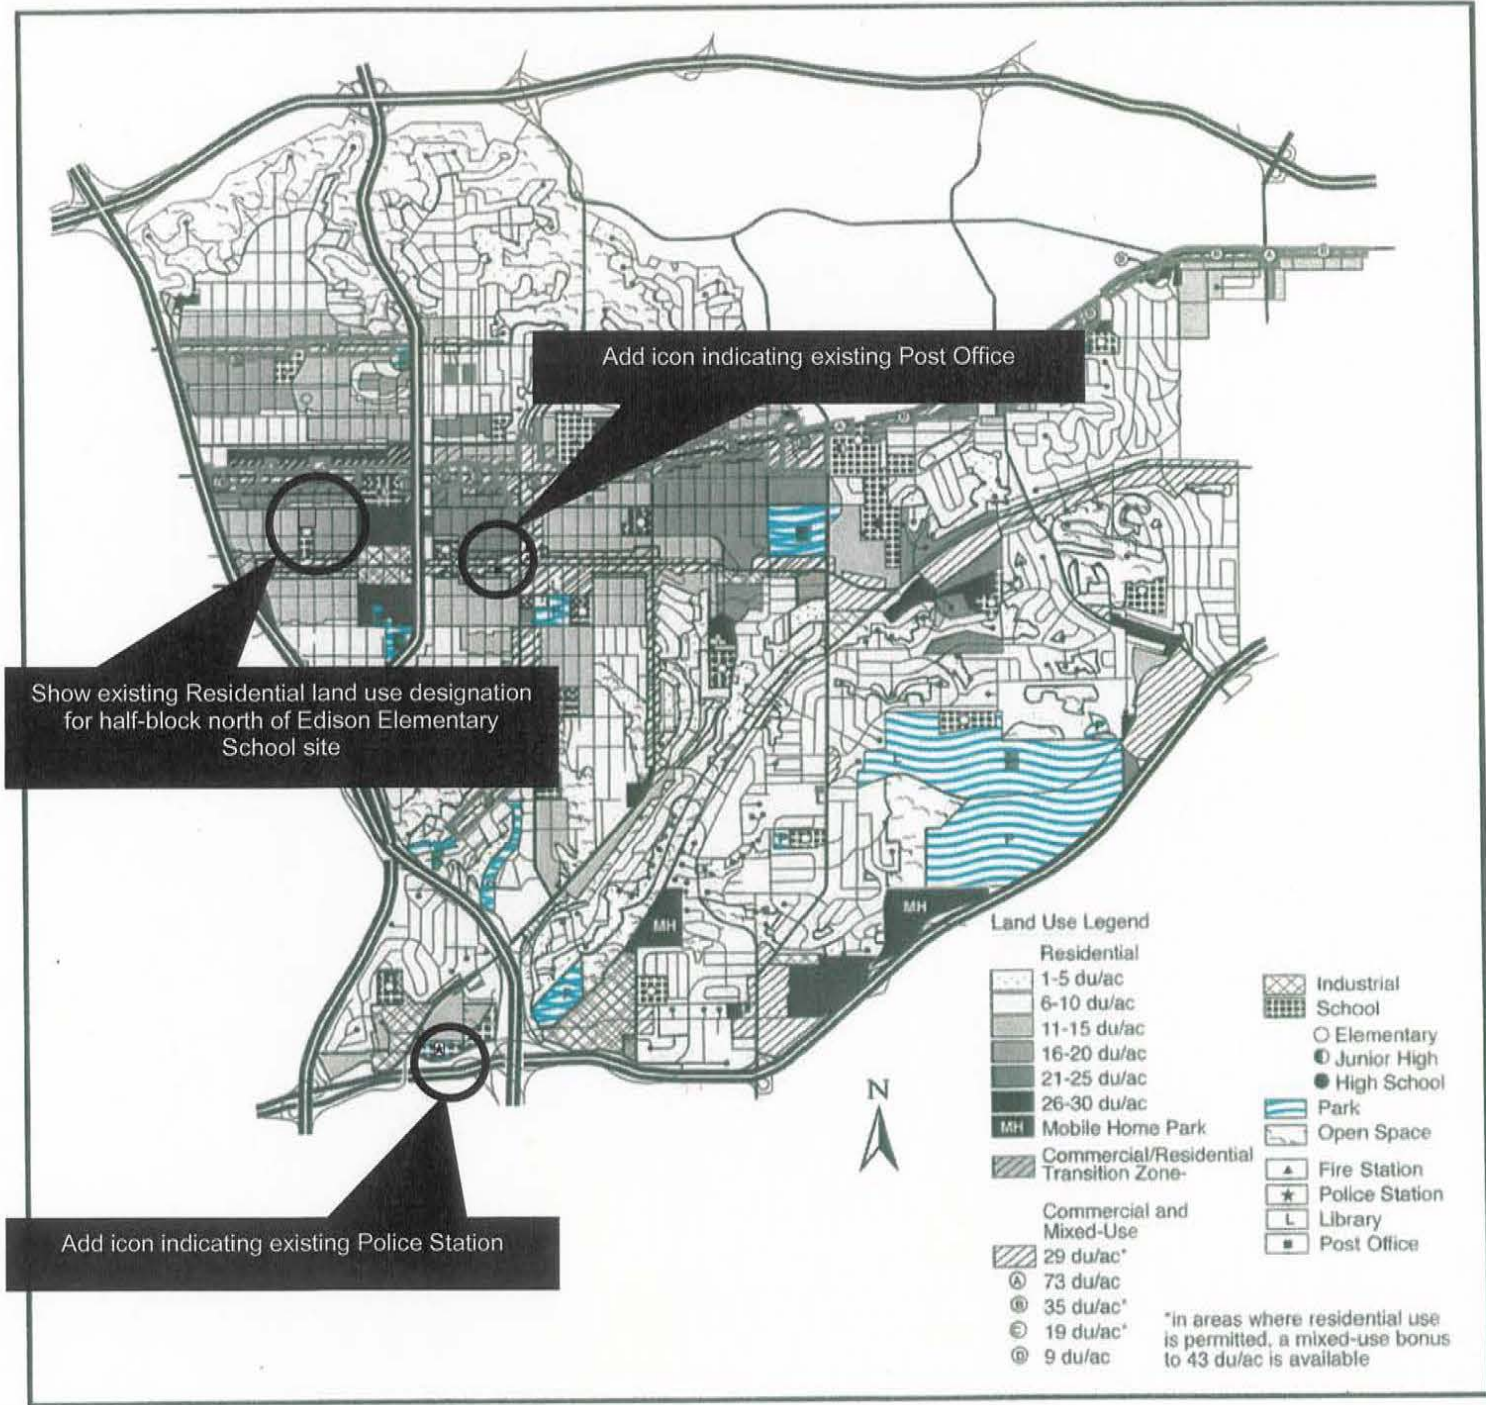 Add icon indicating existing Post Office
Show existing Residential land use designation
for half-block north of Edison Elementary
School site
Add icon indicating existing Police Station
MH
MH
P
P
P
N
Land Use Legend
Residential
1-5 du/ac
6-10 du/ac
11-15 du/ac
16-20 du/ac
21-25 du/ac
26-30 du/ac
MH Mobile Home Park
Commercial/Residential
Transition Zone-
Commercial and
Mixed-Use
29 du/ac*
A 73 du/ac
B 35 du/ac*
C 19 du/ac*
D 9 du/ac
Industrial
School
Elementary
Junior High
High School
Park
Open Space
Fire Station
Police Station
L Library
Post Office
*in areas where residential use
is permitted, a mixed-use bonus
to 43 du/ac is available